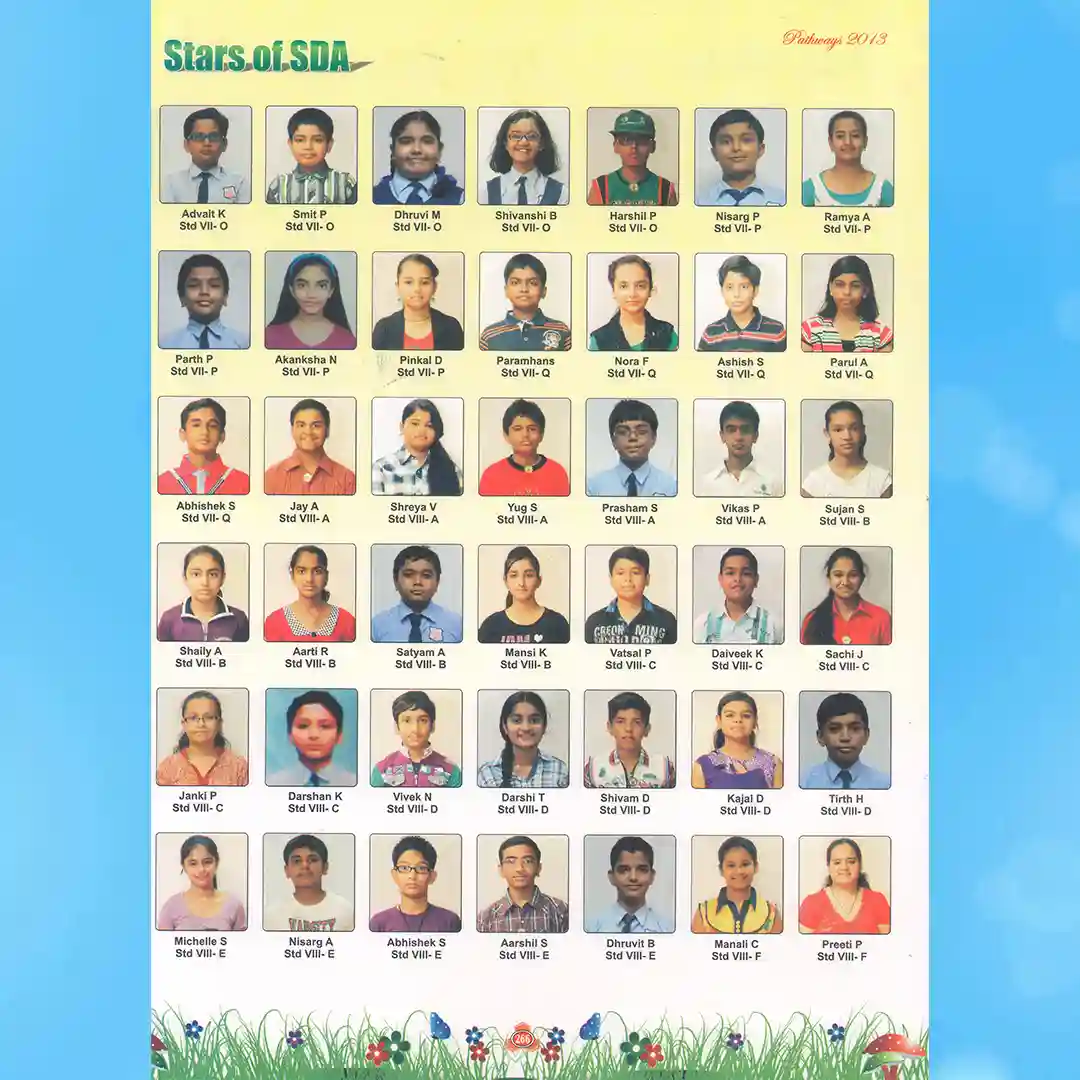 Stars of SDA
Pathways 2013
Advait K
Std VII- O
Smit P
Std VII- O
Dhruvi M
Std VII- O
Shivanshi B
Std VII- O
Harshil P
Std VII- O
Nisarg P
Std VII- P
Ramya A
Std VII- P
Parth P
Std VII- P
Akanksha N
Std VII- P
Pinkal D
Std VII- P
Paramhans
Std VII- Q
Nora F
Std VII- Q
Ashish S
Std VII- Q
Parul A
Std VII- Q
Abhishek S
Std VII- Q
Jay A
Std VIII- A
Shreya V
Std VIII- A
Yug S
Std VIII- A
Prasham S
Std VIII- A
Vikas P
Std VIII- A
Sujan S
Std VIII- B
Shaily A
Std VIII- B
Aarti R
Std VIII- B
Satyam A
Std VIII- B
Mansi K
Std VIII- B
Vatsal P
Std VIII- C
Daiveek K
Std VIII- C
Sachi J
Std VIII- C
Janki P
Std VIII- C
Darshan K
Std VIII- C
Vivek N
Std VIII- D
Darshi T
Std VIII- D
Shivam D
Std VIII- D
Kajal D
Std VIII- D
Tirth H
Std VIII- D
Michelle S
Std VIII- E
Nisarg A
Std VIII- E
Abhishek S
Std VIII- E
Aarshil S
Std VIII- E
Dhruvit B
Std VIII- E
Manali C
Std VIII- F
Preeti P
Std VIII- F
266